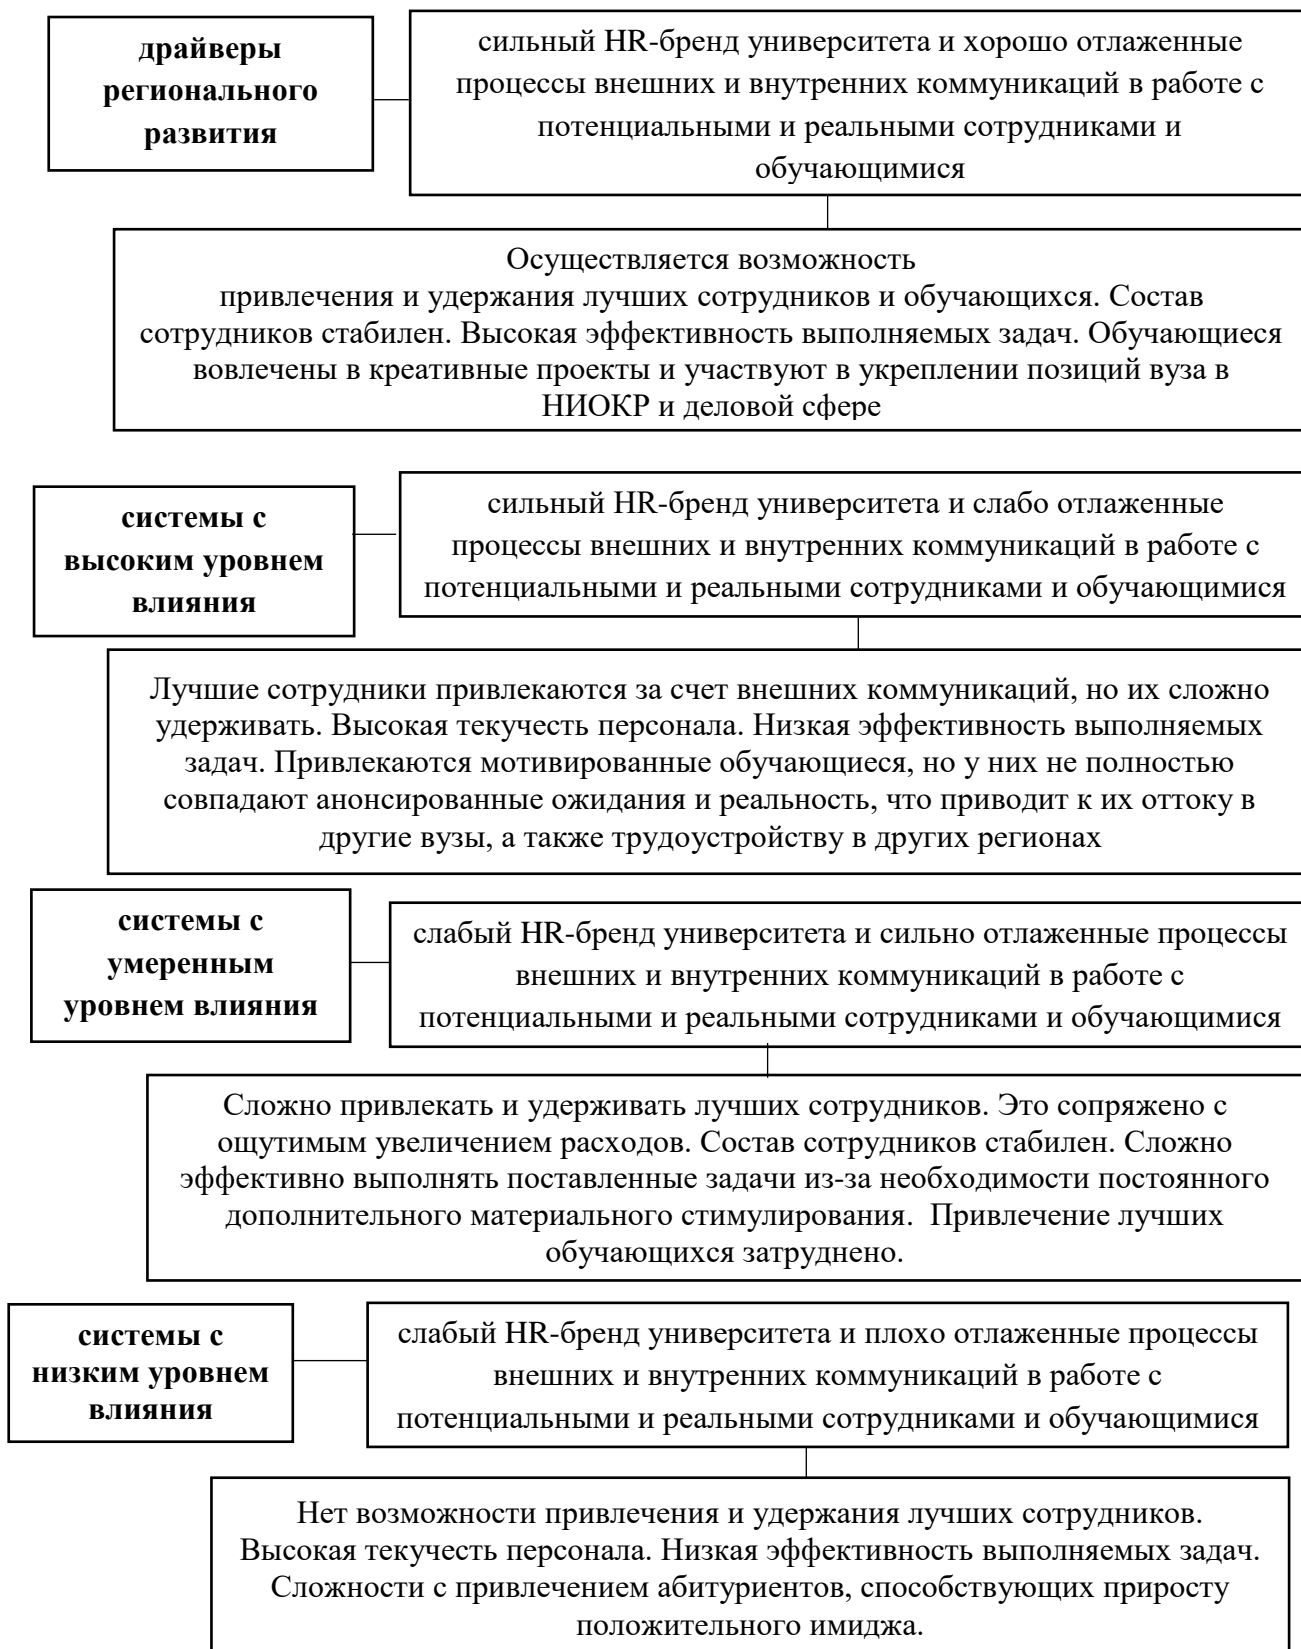 драйверы
регионального
развития
сильный HR-бренд университета и хорошо отлаженные
процессы внешних и внутренних коммуникаций в работе с
потенциальными и реальными сотрудниками и
обучающимися
Осуществляется возможность
привлечения и удержания лучших сотрудников и обучающихся. Состав
сотрудников стабилен. Высокая эффективность выполняемых задач. Обучающиеся
вовлечены в креативные проекты и участвуют в укреплении позиций вуза в
НИОКР и деловой сфере
системы с
высоким уровнем
влияния
сильный HR-бренд университета и слабо отлаженные
процессы внешних и внутренних коммуникаций в работе с
потенциальными и реальными сотрудниками и обучающимися
Лучшие сотрудники привлекаются за счет внешних коммуникаций, но их сложно
удерживать. Высокая текучесть персонала. Низкая эффективность выполняемых
задач. Привлекаются мотивированные обучающиеся, но у них не полностью
совпадают анонсированные ожидания и реальность, что приводит к их оттоку в
другие вузы, а также трудоустройству в других регионах
системы с
умеренным
уровнем влияния
слабый HR-бренд университета и сильно отлаженные процессы
внешних и внутренних коммуникаций в работе с
потенциальными и реальными сотрудниками и обучающимися
Сложно привлекать и удерживать лучших сотрудников. Это сопряжено с
ощутимым увеличением расходов. Состав сотрудников стабилен. Сложно
эффективно выполнять поставленные задачи из-за необходимости постоянного
дополнительного материального стимулирования.  Привлечение лучших
обучающихся затруднено.
системы с
низким уровнем
влияния
слабый HR-бренд университета и плохо отлаженные процессы
внешних и внутренних коммуникаций в работе с
потенциальными и реальными сотрудниками и обучающимися
Нет возможности привлечения и удержания лучших сотрудников.
Высокая текучесть персонала. Низкая эффективность выполняемых задач.
Сложности с привлечением абитуриентов, способствующих приросту
положительного имиджа.